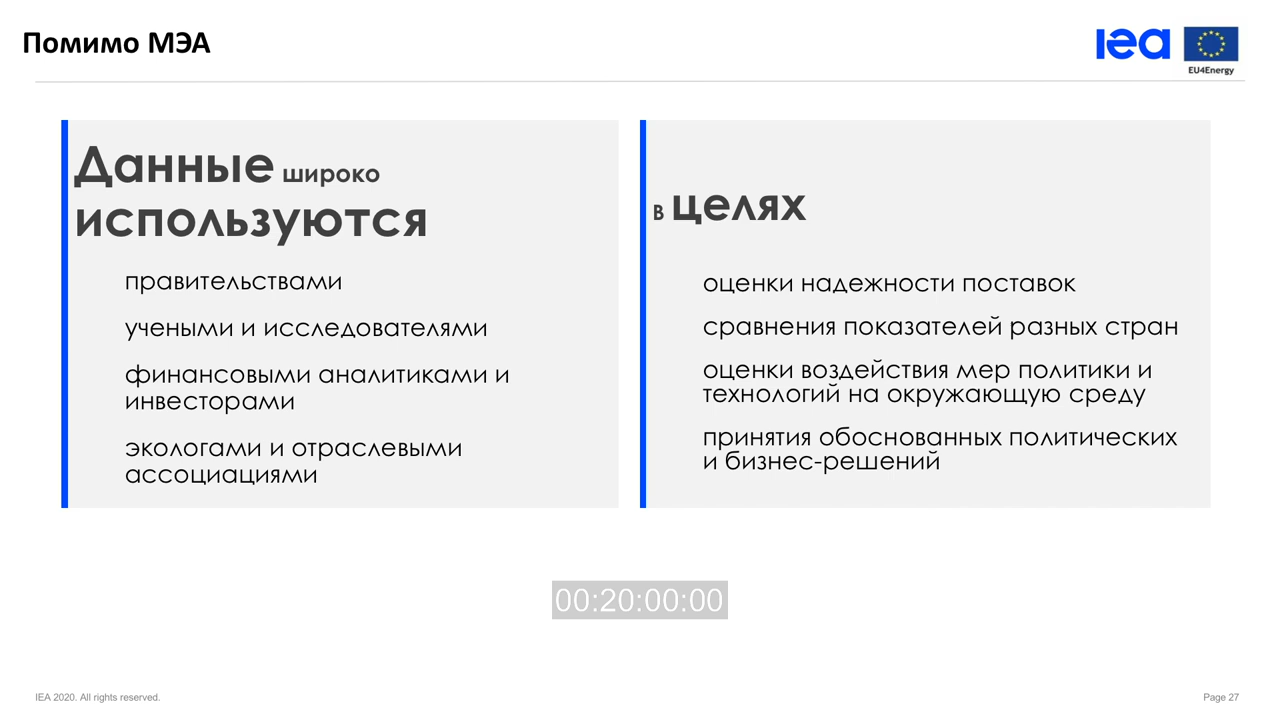 Помимо МЭА
iea
EU4Energy
Данные широко
используются
правительствами
учеными и исследователями
финансовыми аналитиками и
инвесторами
экологами и отраслевыми
ассоциациями
в целях
оценки надежности поставок
сравнения показателей разных стран
оценки воздействия мер политики и
технологий на окружающую среду
принятия обоснованных политических
и бизнес-решений
00:20:00:00
IEA 2020. All rights reserved.
Page 27